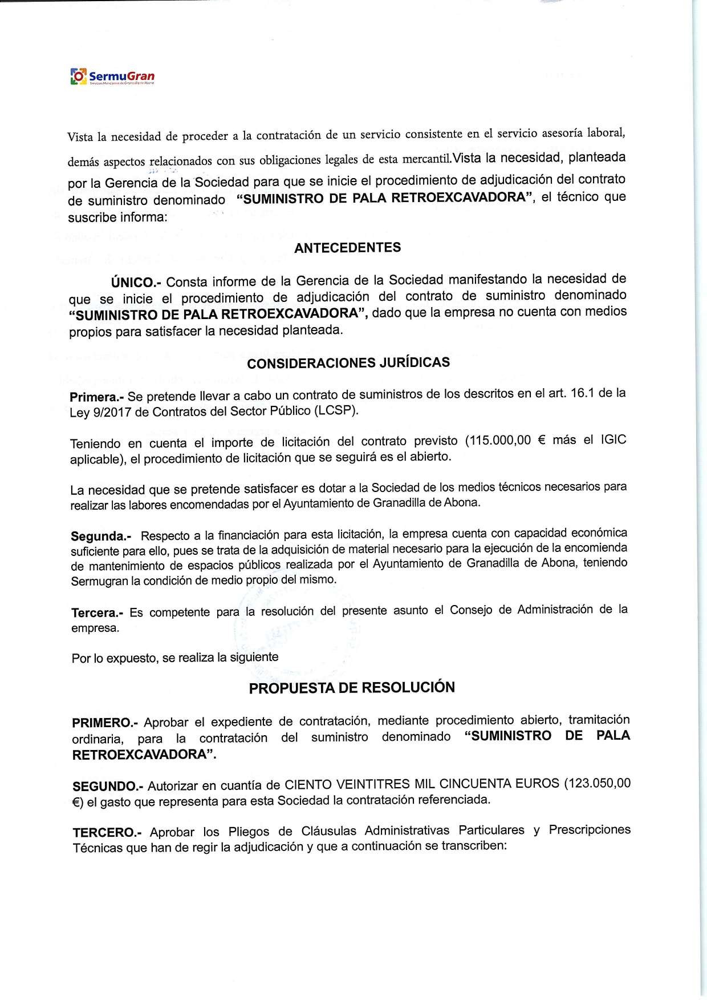 SermuGran
Servicios Municipales de Granadilla de Abona
Vista la necesidad de proceder a la contratación de un servicio consistente en el servicio asesoría laboral,
demás aspectos relacionados con sus obligaciones legales de esta mercantil.Vista la necesidad, planteada
por la Gerencia de la Sociedad para que se inicie el procedimiento de adjudicación del contrato
de suministro denominado “SUMINISTRO DE PALA RETROEXCAVADORA”, el técnico que
suscribe informa:
ANTECEDENTES
ÚNICO.- Consta informe de la Gerencia de la Sociedad manifestando la necesidad de
que se inicie el procedimiento de adjudicación del contrato de suministro denominado
“SUMINISTRO DE PALA RETROEXCAVADORA”, dado que la empresa no cuenta con medios
propios para satisfacer la necesidad planteada.
CONSIDERACIONES JURÍDICAS
Primera.- Se pretende llevar a cabo un contrato de suministros de los descritos en el art. 16.1 de la
Ley 9/2017 de Contratos del Sector Público (LCSP).
Teniendo en cuenta el importe de licitación del contrato previsto (115.000,00 € más el IGIC
aplicable), el procedimiento de licitación que se seguirá es el abierto.
La necesidad que se pretende satisfacer es dotar a la Sociedad de los medios técnicos necesarios para
realizar las labores encomendadas por el Ayuntamiento de Granadilla de Abona.
Segunda.- Respecto a la financiación para esta licitación, la empresa cuenta con capacidad económica
suficiente para ello, pues se trata de la adquisición de material necesario para la ejecución de la encomienda
de mantenimiento de espacios públicos realizada por el Ayuntamiento de Granadilla de Abona, teniendo
Sermugran la condición de medio propio del mismo.
Tercera.- Es competente para la resolución del presente asunto el Consejo de Administración de la
empresa.
Por lo expuesto, se realiza la siguiente
PROPUESTA DE RESOLUCIÓN
PRIMERO.- Aprobar el expediente de contratación, mediante procedimiento abierto, tramitación
ordinaria, para la contratación del suministro denominado “SUMINISTRO DE PALA
RETROEXCAVADORA”.
SEGUNDO.- Autorizar en cuantía de CIENTO VEINTITRES MIL CINCUENTA EUROS (123.050,00
€) el gasto que representa para esta Sociedad la contratación referenciada.
TERCERO.- Aprobar los Pliegos de Cláusulas Administrativas Particulares y Prescripciones
Técnicas que han de regir la adjudicación y que a continuación se transcriben: